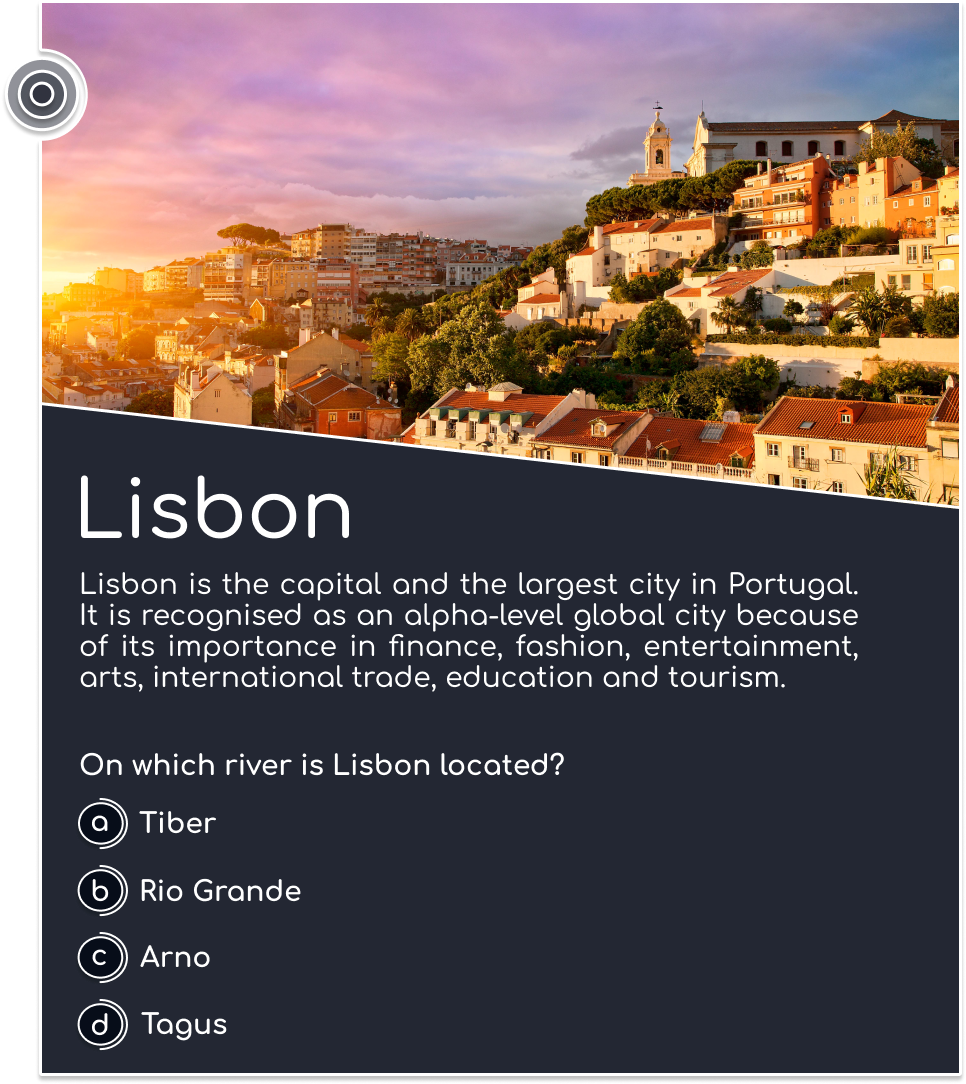 Lisbon
Lisbon is the capital and the largest city in Portugal.
It is recognised as an alpha-level global city because
of its importance in finance, fashion, entertainment,
arts, international trade, education and tourism.
On which river is Lisbon located?
a Tiber
b Rio Grande
c Arno
d Tagus